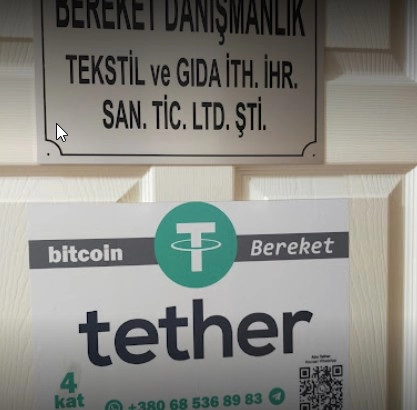 BEREKET DANIŞMANLIK
TEKSTİL ve GIDA İTH. İHR.
SAN. TİC. LTD. ŞTİ.
bitcoin
Bereket
tether
4
kat
+380 68 536 89 83